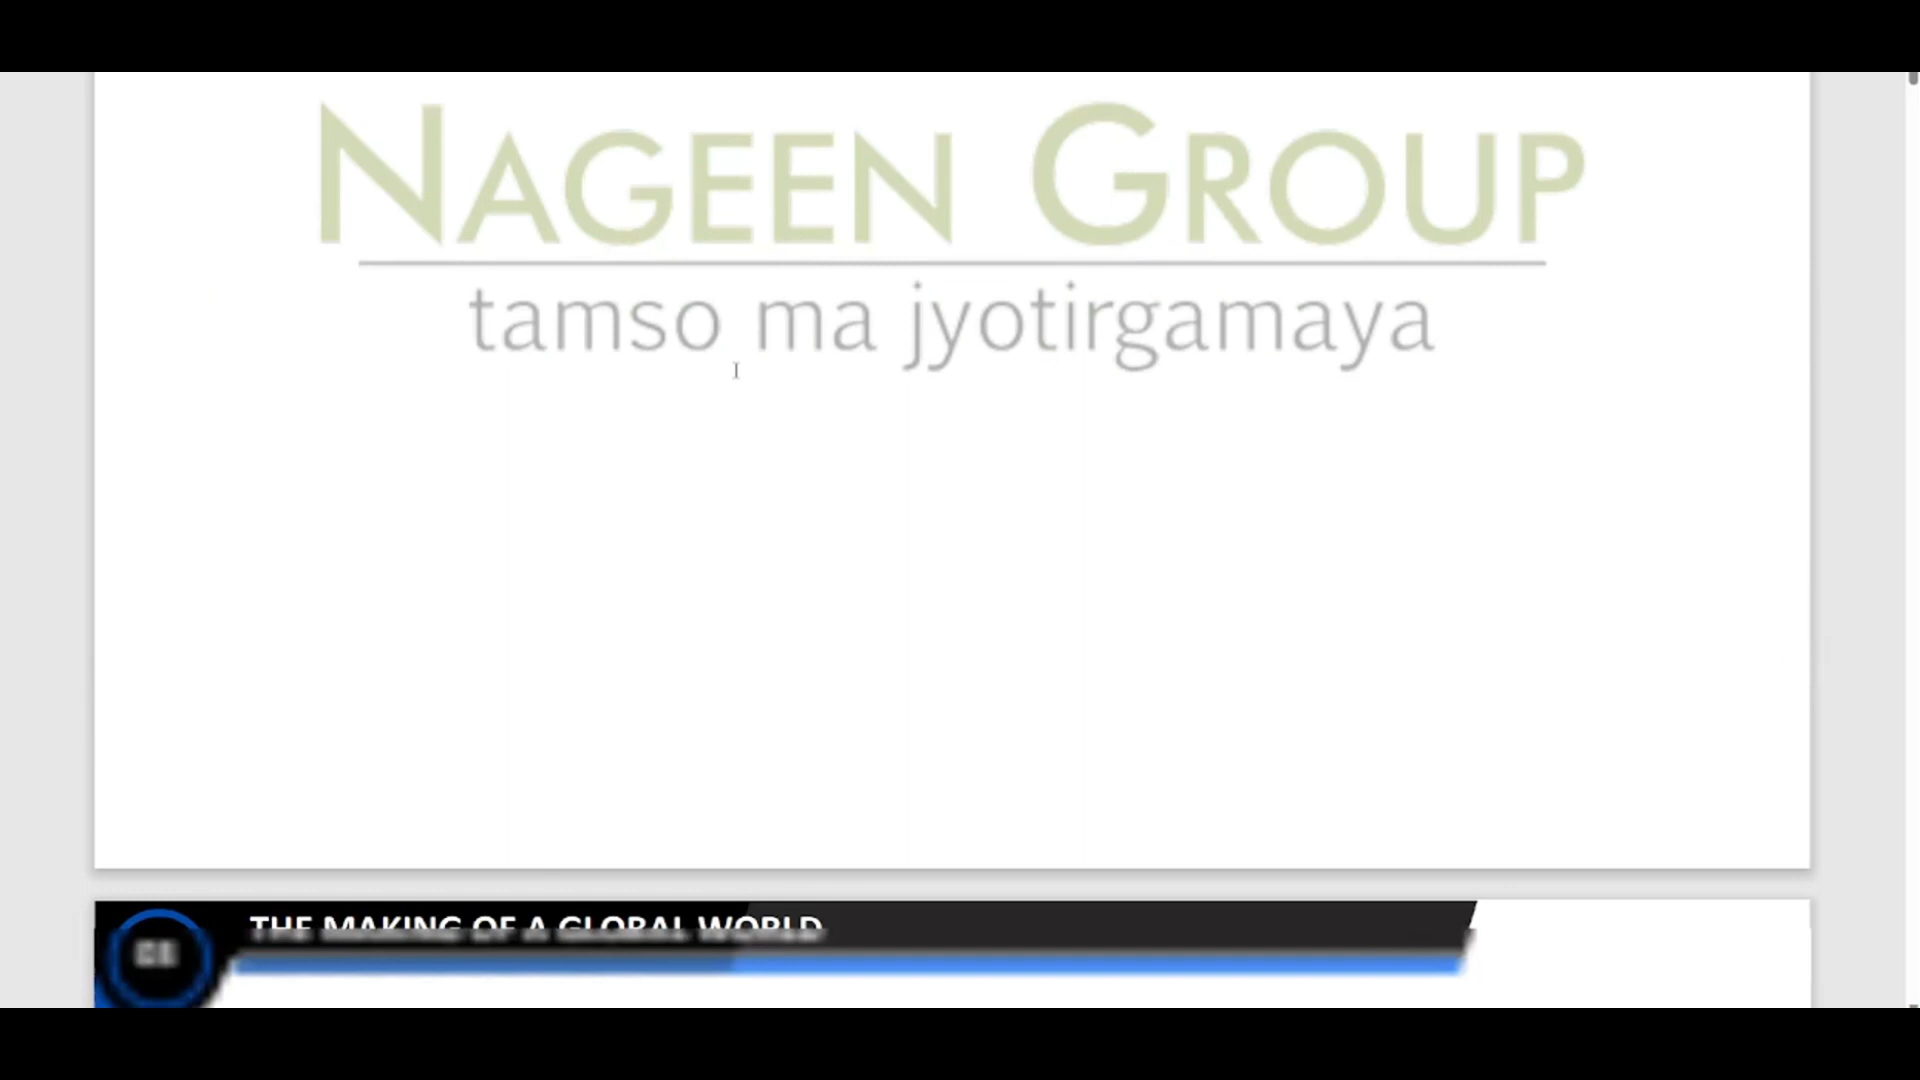 NAGEEN GROUP
tamso ma jyotirgamaya
THE MAKING OF A GLOBAL WORLD